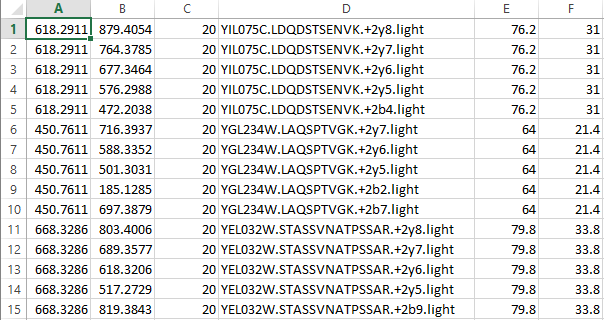 A B C D E F
1 618.2911 879.4054 20 YIL075C.LDQDSTSENVK.+2y8.light 76.2 31
2 618.2911 764.3785 20 YIL075C.LDQDSTSENVK.+2y7.light 76.2 31
3 618.2911 677.3464 20 YIL075C.LDQDSTSENVK.+2y6.light 76.2 31
4 618.2911 576.2988 20 YIL075C.LDQDSTSENVK.+2y5.light 76.2 31
5 618.2911 472.2038 20 YIL075C.LDQDSTSENVK.+2b4.light 76.2 31
6 450.7611 716.3937 20 YGL234W.LAQSPTVGK.+2y7.light 64 21.4
7 450.7611 588.3352 20 YGL234W.LAQSPTVGK.+2y6.light 64 21.4
8 450.7611 501.3031 20 YGL234W.LAQSPTVGK.+2y5.light 64 21.4
9 450.7611 185.1285 20 YGL234W.LAQSPTVGK.+2b2.light 64 21.4
10 450.7611 697.3879 20 YGL234W.LAQSPTVGK.+2b7.light 64 21.4
11 668.3286 803.4006 20 YEL032W.STASSVNATPSSAR.+2y8.light 79.8 33.8
12 668.3286 689.3577 20 YEL032W.STASSVNATPSSAR.+2y7.light 79.8 33.8
13 668.3286 618.3206 20 YEL032W.STASSVNATPSSAR.+2y6.light 79.8 33.8
14 668.3286 517.2729 20 YEL032W.STASSVNATPSSAR.+2y5.light 79.8 33.8
15 668.3286 819.3843 20 YEL032W.STASSVNATPSSAR.+2b9.light 79.8 33.8